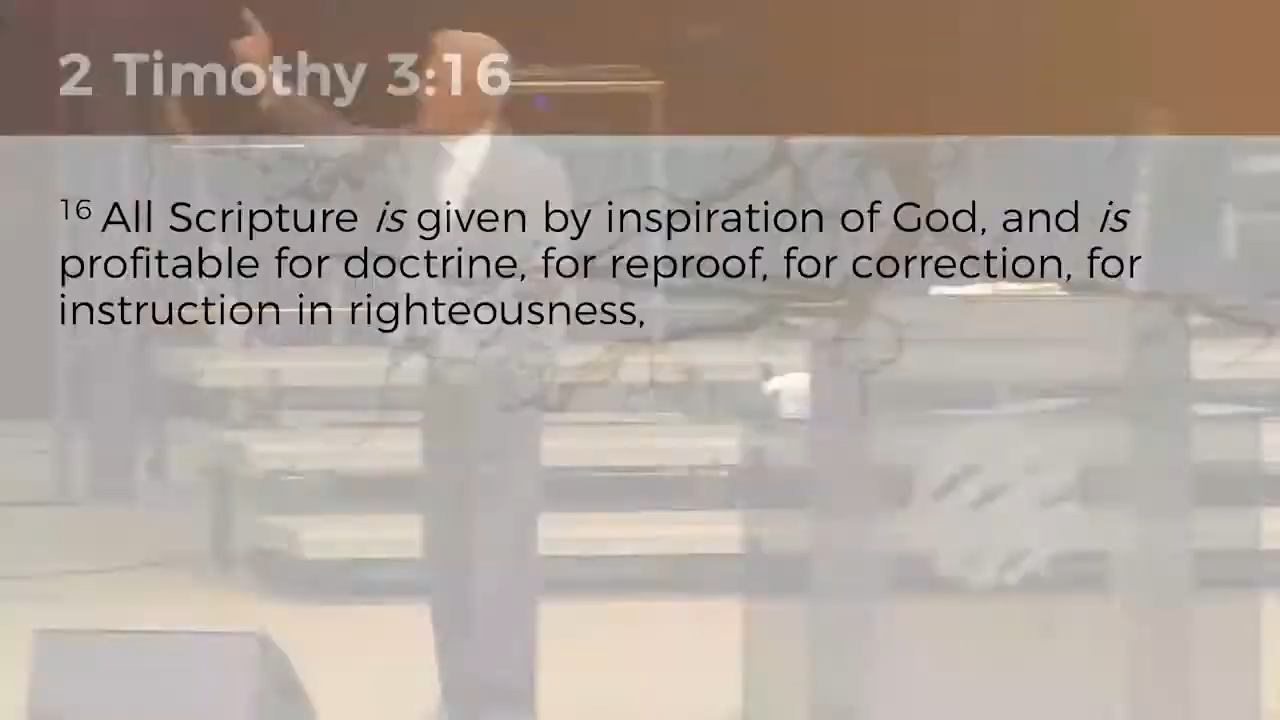 2 Timothy 3:16
16 All Scripture is given by inspiration of God, and is
profitable for doctrine, for reproof, for correction, for
instruction in righteousness,